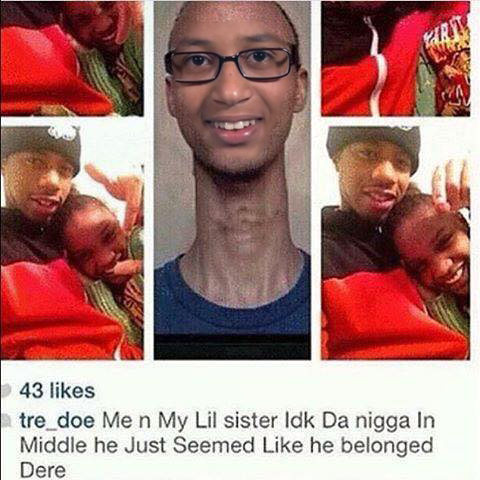 43 likes
tre_doe Me n My Lil sister Idk Da nigga In
Middle he Just Seemed Like he belonged
Dere